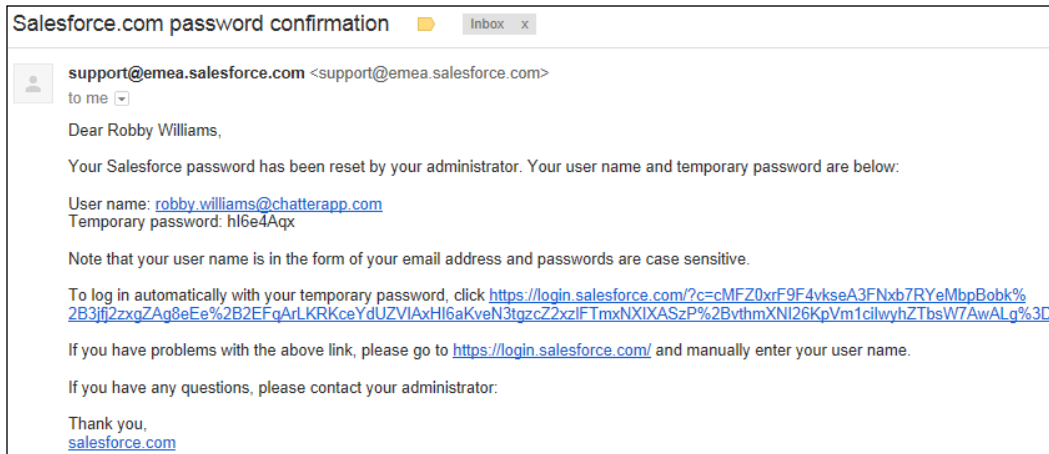 Salesforce.com password confirmation Inbox x
support@emea.salesforce.com <support@emea.salesforce.com>
to me
Dear Robby Williams,
Your Salesforce password has been reset by your administrator. Your user name and temporary password are below:
User name: robby.williams@chatterapp.com
Temporary password: hI6e4Aqx
Note that your user name is in the form of your email address and passwords are case sensitive.
To log in automatically with your temporary password, click https://login.salesforce.com/?c=cMFZ0xrF9F4vkseA3FNxb7RYeMbpBobk%
2B3jfj2zxgZAg8eEe%2B2EFqArLKRKceYdUZVIAxHI6aKveN3tgzcZ2xzlFTmxNXIXASzP%2BvthmXNI26KpVm1cilwyhZTbsW7AwALg%3D
If you have problems with the above link, please go to https://login.salesforce.com/ and manually enter your user name.
If you have any questions, please contact your administrator:
Thank you,
salesforce.com